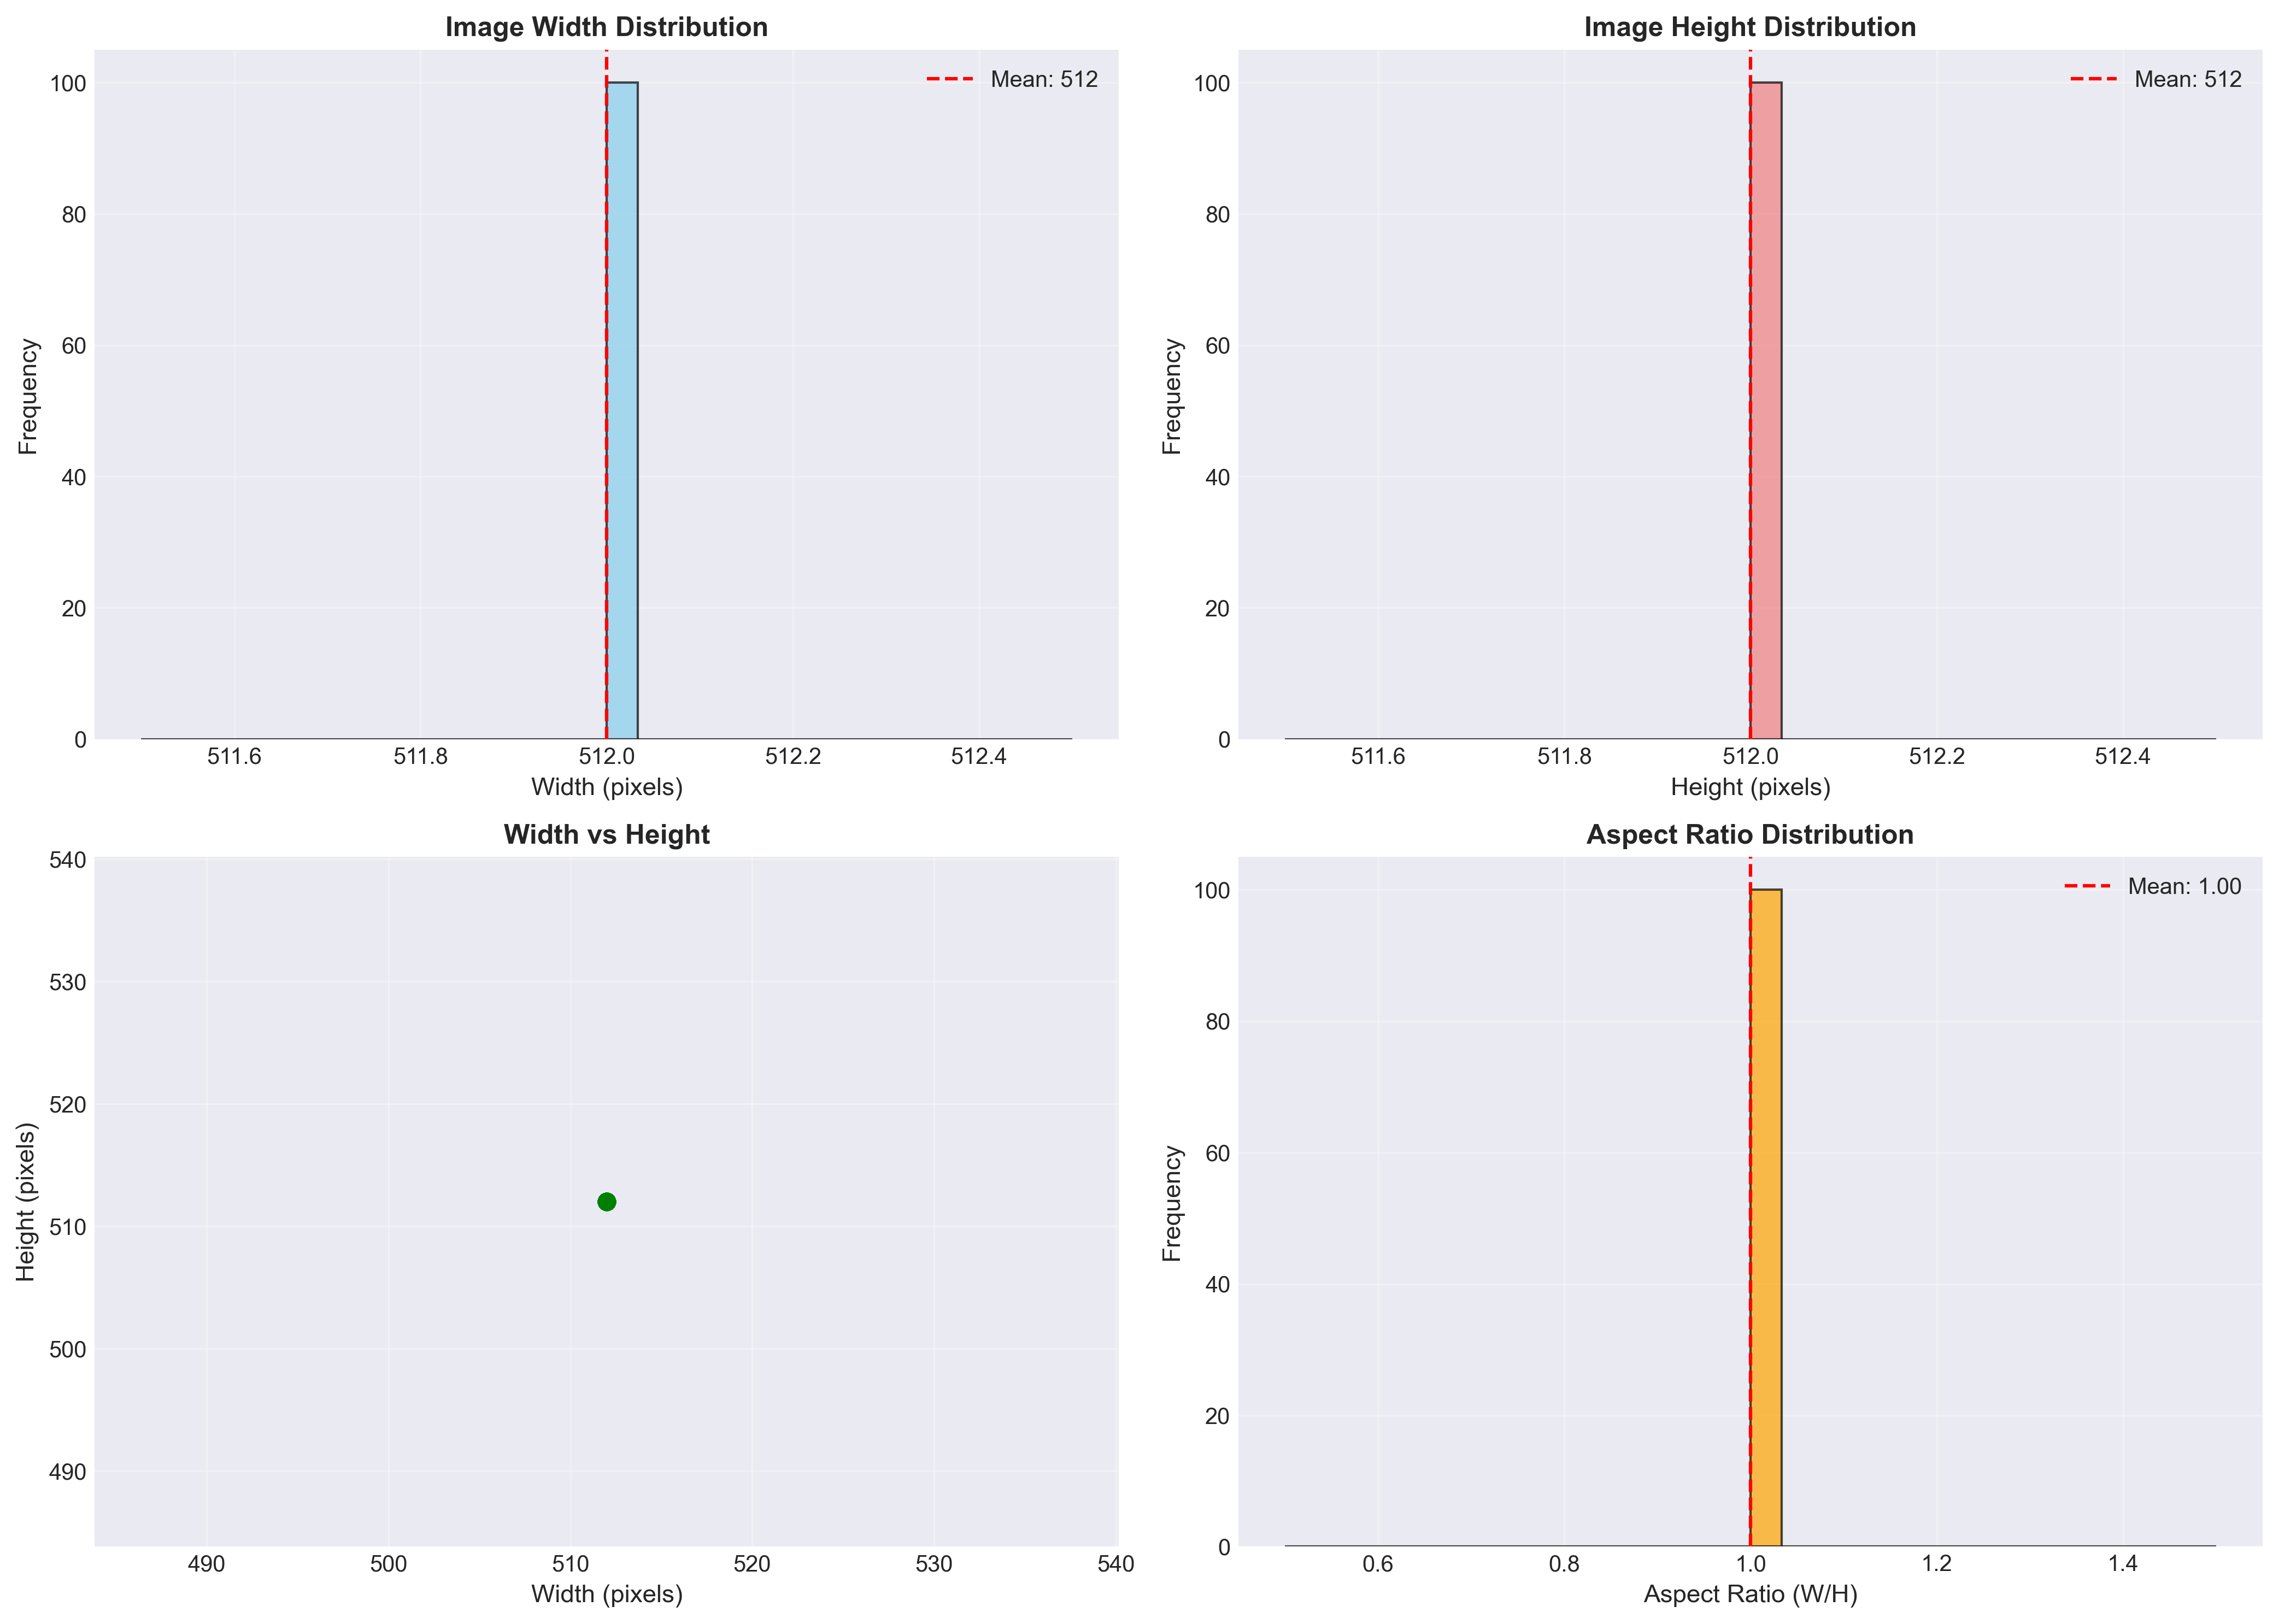 Image Width Distribution
Mean: 512
100
80
60
40
20
0
Frequency
511.6 511.8 512.0 512.2 512.4
Width (pixels)
Image Height Distribution
Mean: 512
100
80
60
40
20
0
Frequency
511.6 511.8 512.0 512.2 512.4
Height (pixels)
Width vs Height
540
530
520
510
500
490
Height (pixels)
490 500 510 520 530 540
Width (pixels)
Aspect Ratio Distribution
Mean: 1.00
100
80
60
40
20
0
Frequency
0.6 0.8 1.0 1.2 1.4
Aspect Ratio (W/H)